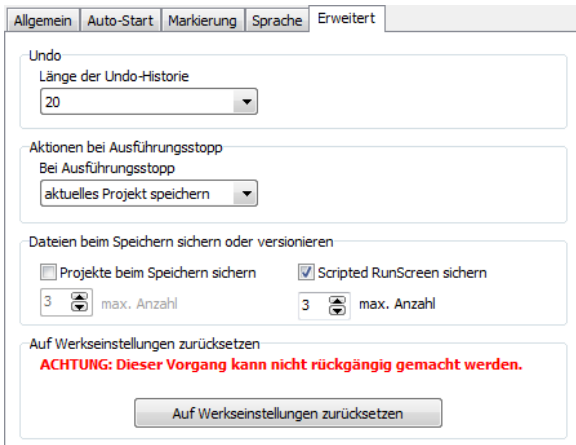 Allgemein Auto-Start Markierung Sprache Erweitert
Undo
Länge der Undo-Historie
20
Aktionen bei Ausführungsstopp
Bei Ausführungsstopp
aktuelles Projekt speichern
Dateien beim Speichern sichern oder versionieren
Projekte beim Speichern sichern Scripted RunScreen sichern
3 max. Anzahl 3 max. Anzahl
Auf Werkseinstellungen zurücksetzen
ACHTUNG: Dieser Vorgang kann nicht rückgängig gemacht werden.
Auf Werkseinstellungen zurücksetzen